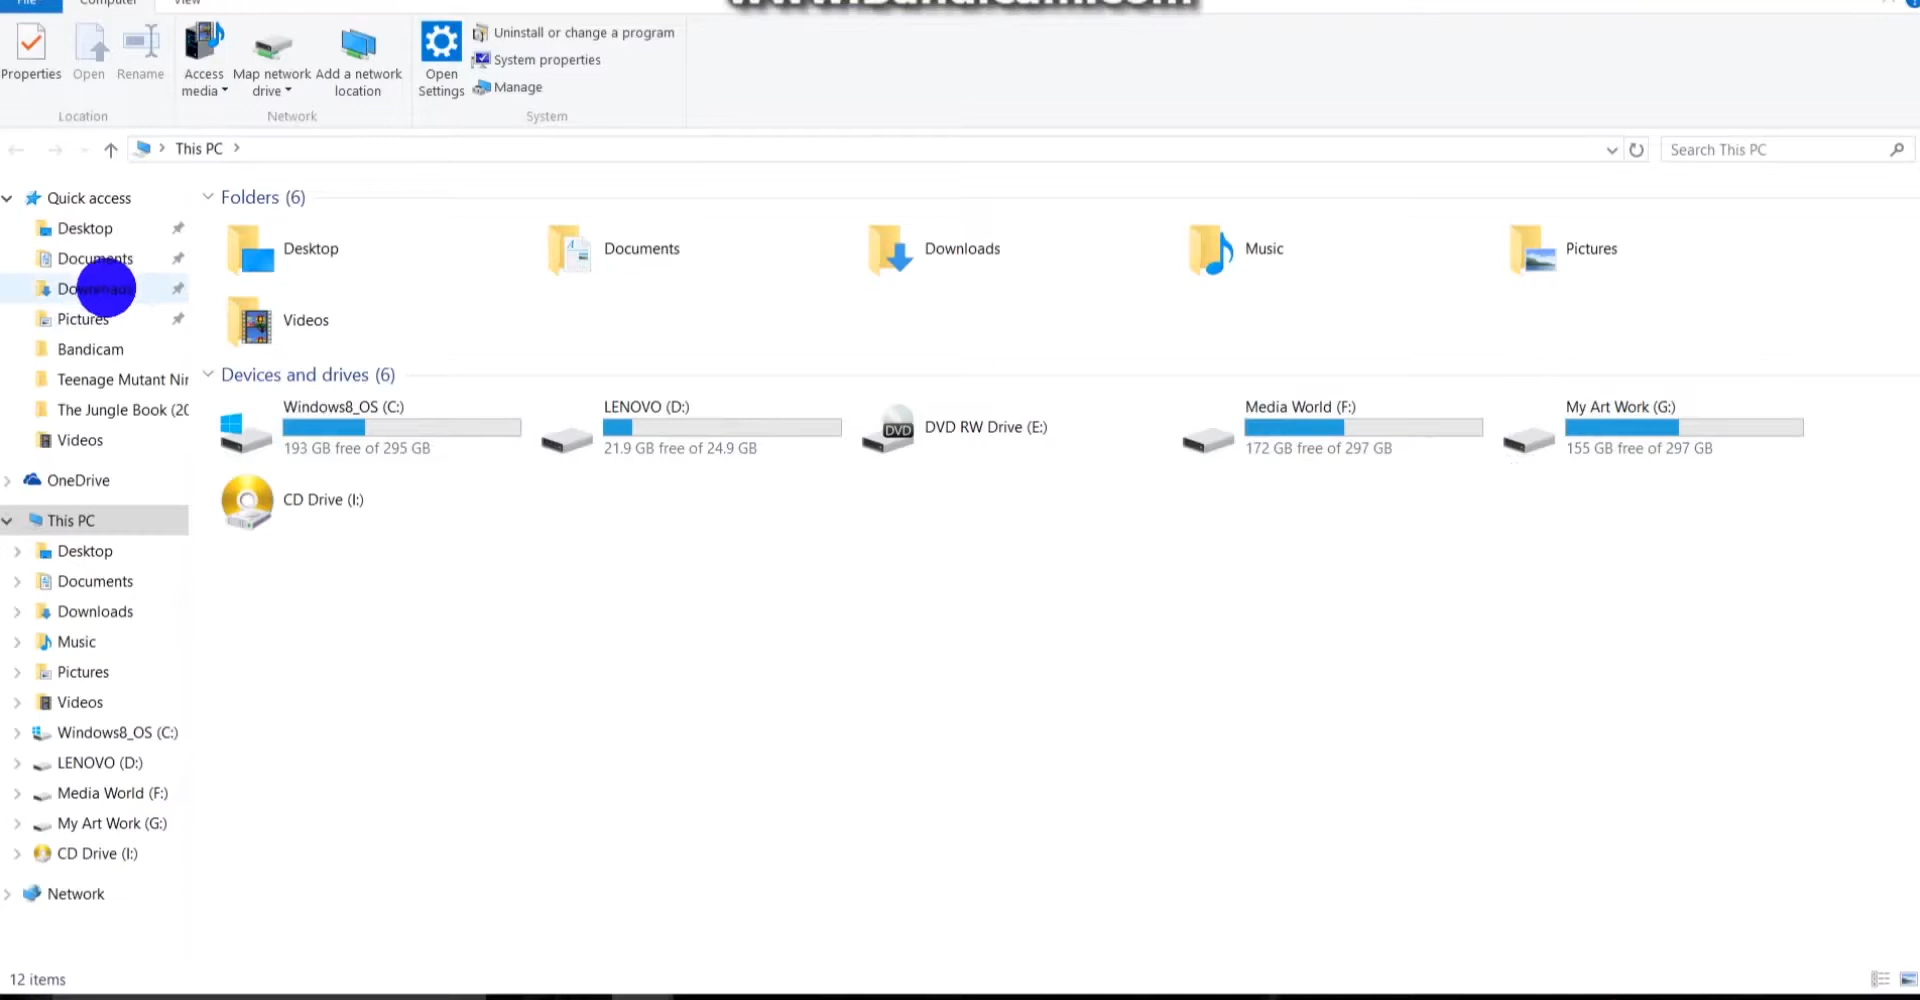 File
Computer
View
Properties
Open
Rename
Access media
Map network drive
Add a network location
Open Settings
Uninstall or change a program
System properties
Manage
Location
Network
System
This PC
Search This PC
Quick access
Desktop
Documents
Pictures
Bandicam
Teenage Mutant Nir
The Jungle Book (20
Videos
OneDrive
This PC
Desktop
Documents
Downloads
Music
Pictures
Videos
Windows8_OS (C:)
LENOVO (D:)
Media World (F:)
My Art Work (G:)
CD Drive (I:)
Network
Folders (6)
Desktop
Documents
Downloads
Music
Pictures
Videos
Devices and drives (6)
Windows8_OS (C:)
193 GB free of 295 GB
LENOVO (D:)
21.9 GB free of 24.9 GB
DVD
DVD RW Drive (E:)
Media World (F:)
172 GB free of 297 GB
My Art Work (G:)
155 GB free of 297 GB
CD Drive (I:)
12 items